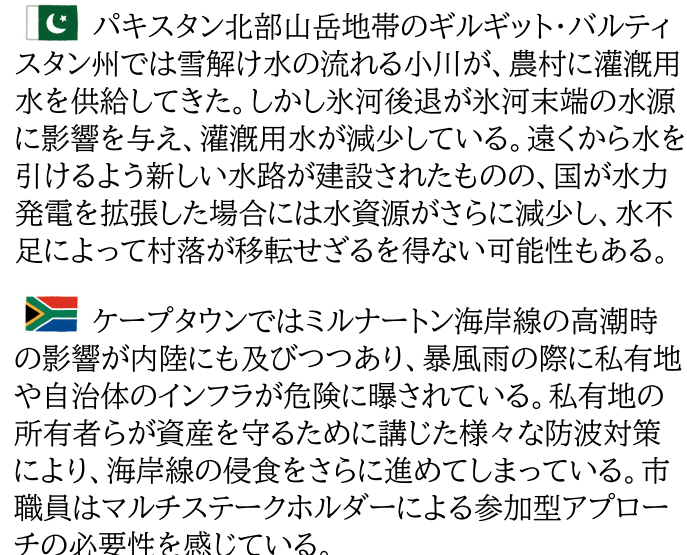 パキスタン北部山岳地帯のギルギット・バルティ
スタン州では雪解け水の流れる小川が、農村に灌漑用
水を供給してきた。しかし氷河後退が氷河末端の水源
に影響を与え、灌漑用水が減少している。遠くから水を
引けるよう新しい水路が建設されたものの、国が水力
発電を拡張した場合には水資源がさらに減少し、水不
足によって村落が移転せざるを得ない可能性もある。
ケープタウンではミルナートン海岸線の高潮時
の影響が内陸にも及びつつあり、暴風雨の際に私有地
や自治体のインフラが危険に曝されている。私有地の
所有者らが資産を守るために講じた様々な防波対策
により、海岸線の侵食をさらに進めてしまっている。市
職員はマルチステークホルダーによる参加型アプロー
チの必要性を感じている。